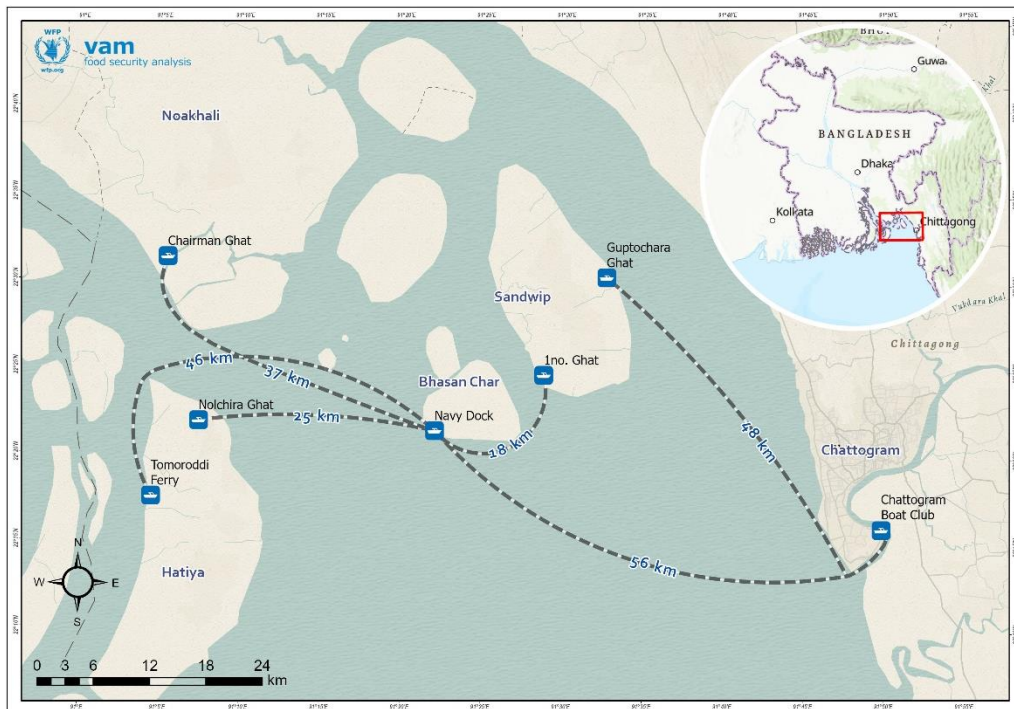 WFP
wfp.org
vam
food security analysis
BHU
Guwa
BANGLADESH
Dhaka
Kolkata
Chittagong
Noakhali
Chairman Ghat
Guptochara
Ghat
Sandwip
Chittagong
46 km
37 km
1no. Ghat
Bhasan Char
Nolchira Ghat
25 km
Navy Dock
18 km
48 km
Chattogram
Tomoroddi
Ferry
Chattogram
Boat Club
56 km
Hatiya
N
W
E
S
0 3 6 12 18 24
km